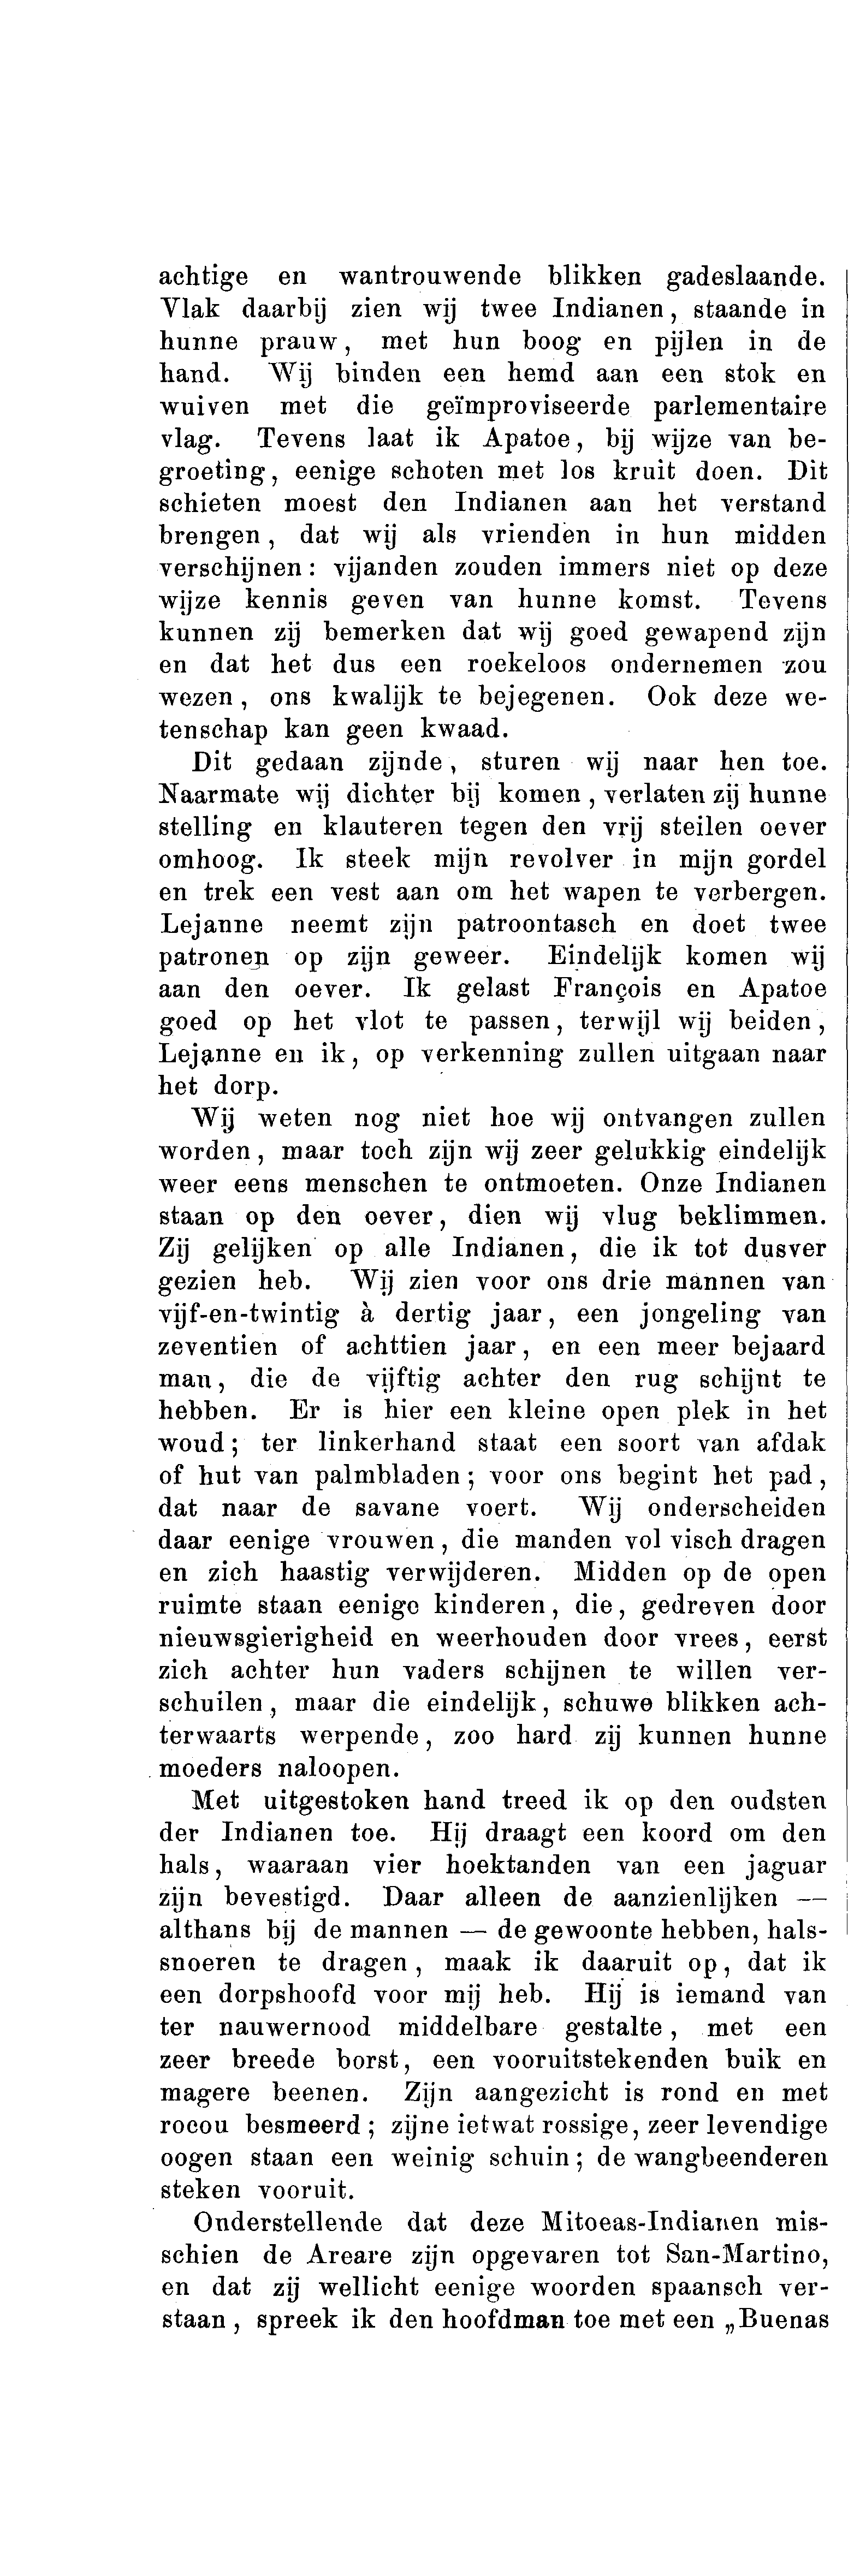 achtige en wantrouwende blikken gadeslaande.
Vlak daarbij zien wij twee Indianen, staande in
hunne prauw, met hun boog en pijlen in de
hand. Wij binden een hemd aan een stok en
wuiven met die geïmproviseerde parlementaire
vlag. Tevens laat ik Apatoe, bij wijze van be-
groeting, eenige schoten met los kruit doen. Dit
schieten moest den Indianen aan het verstand
brengen, dat wij als vrienden in hun midden
verschijnen: vijanden zouden immers niet op deze
wijze kennis geven van hunne komst. Tevens
kunnen zij bemerken dat wij goed gewapend zijn
en dat het dus een roekeloos ondernemen zou
wezen, ons kwalijk te bejegenen. Ook deze we-
tenschap kan geen kwaad.
Dit gedaan zijnde, sturen wij naar hen toe.
Naarmate wij dichter bij komen, verlaten zij hunne
stelling en klauteren tegen den vrij steilen oever
omhoog. Ik steek mijn revolver in mijn gordel
en trek een vest aan om het wapen te verbergen.
Lejanne neemt zijn patroontasch en doet twee
patronen op zijn geweer. Eindelijk komen wij
aan den oever. Ik gelast François en Apatoe
goed op het vlot te passen, terwijl wij beiden,
Lejanne en ik, op verkenning zullen uitgaan naar
het dorp.
Wij weten nog niet hoe wij ontvangen zullen
worden, maar toch zijn wij zeer gelukkig eindelijk
weer eens menschen te ontmoeten. Onze Indianen
staan op den oever, dien wij vlug beklimmen.
Zij gelijken op alle Indianen, die ik tot dusver
gezien heb. Wij zien voor ons drie mannen van
vijf-en-twintig à dertig jaar, een jongeling van
zeventien of achttien jaar, en een meer bejaard
man, die de vijftig achter den rug schijnt te
hebben. Er is hier een kleine open plek in het
woud; ter linkerhand staat een soort van afdak
of hut van palmbladen; voor ons begint het pad,
dat naar de savane voert. Wij onderscheiden
daar eenige vrouwen, die manden vol visch dragen
en zich haastig verwijderen. Midden op de open
ruimte staan eenige kinderen, die, gedreven door
nieuwsgierigheid en weerhouden door vrees, eerst
zich achter hun vaders schijnen te willen ver-
schuilen, maar die eindelijk, schuwe blikken ach-
terwaarts werpende, zoo hard zij kunnen hunne
moeders naloopen.
Met uitgestoken hand treed ik op den oudsten
der Indianen toe. Hij draagt een koord om den
hals, waaraan vier hoektanden van een jaguar
zijn bevestigd. Daar alleen de aanzienlijken —
althans bij de mannen — de gewoonte hebben, hals-
snoeren te dragen, maak ik daaruit op, dat ik
een dorpshoofd voor mij heb. Hij is iemand van
ter nauwernood middelbare gestalte, met een
zeer breede borst, een vooruitstekenden buik en
magere beenen. Zijn aangezicht is rond en met
rocou besmeerd; zijne ietwat rossige, zeer levendige
oogen staan een weinig schuin; de wangbeenderen
steken vooruit.
Onderstellende dat deze Mitoeas-Indianen mis-
schien de Areare zijn opgevaren tot San-Martino,
en dat zij wellicht eenige woorden spaansch ver-
staan, spreek ik den hoofdman toe met een „Buenas